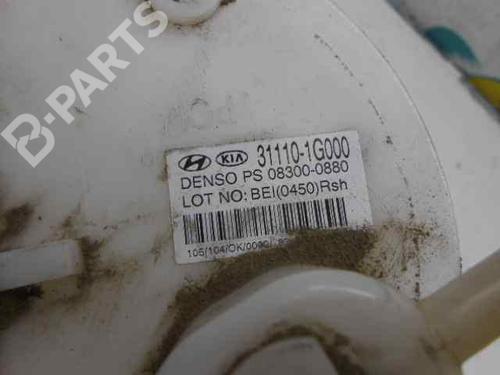 B-PARTS
KIA 31110-1G000
DENSO PS 08300-0880
LOT NO: BEI(0450)Rsh